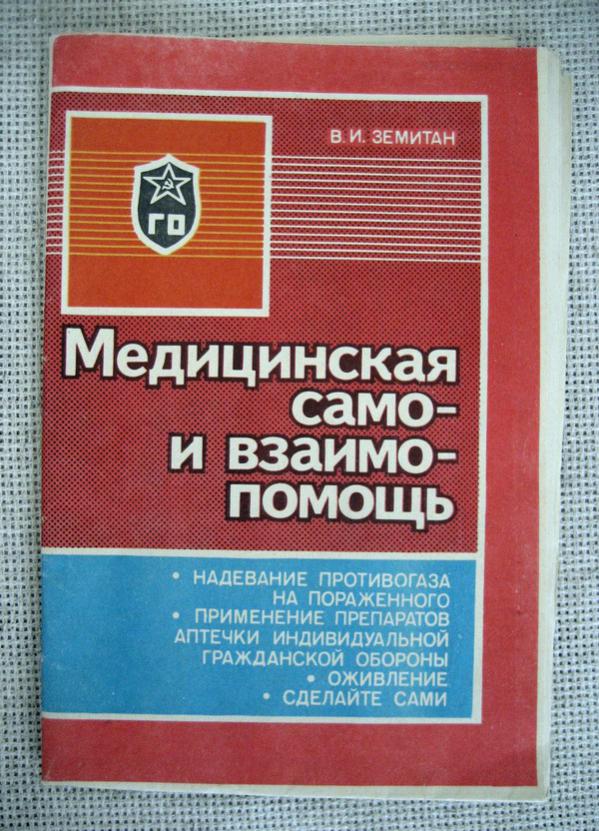 В. И. ЗЕМИТАН
ГО
Медицинская
само-
и взаимо-
помощь
• НАДЕВАНИЕ ПРОТИВОГАЗА
НА ПОРАЖЕННОГО
• ПРИМЕНЕНИЕ ПРЕПАРАТОВ
АПТЕЧКИ ИНДИВИДУАЛЬНОЙ
ГРАЖДАНСКОЙ ОБОРОНЫ
• ОЖИВЛЕНИЕ
• СДЕЛАЙТЕ САМИ